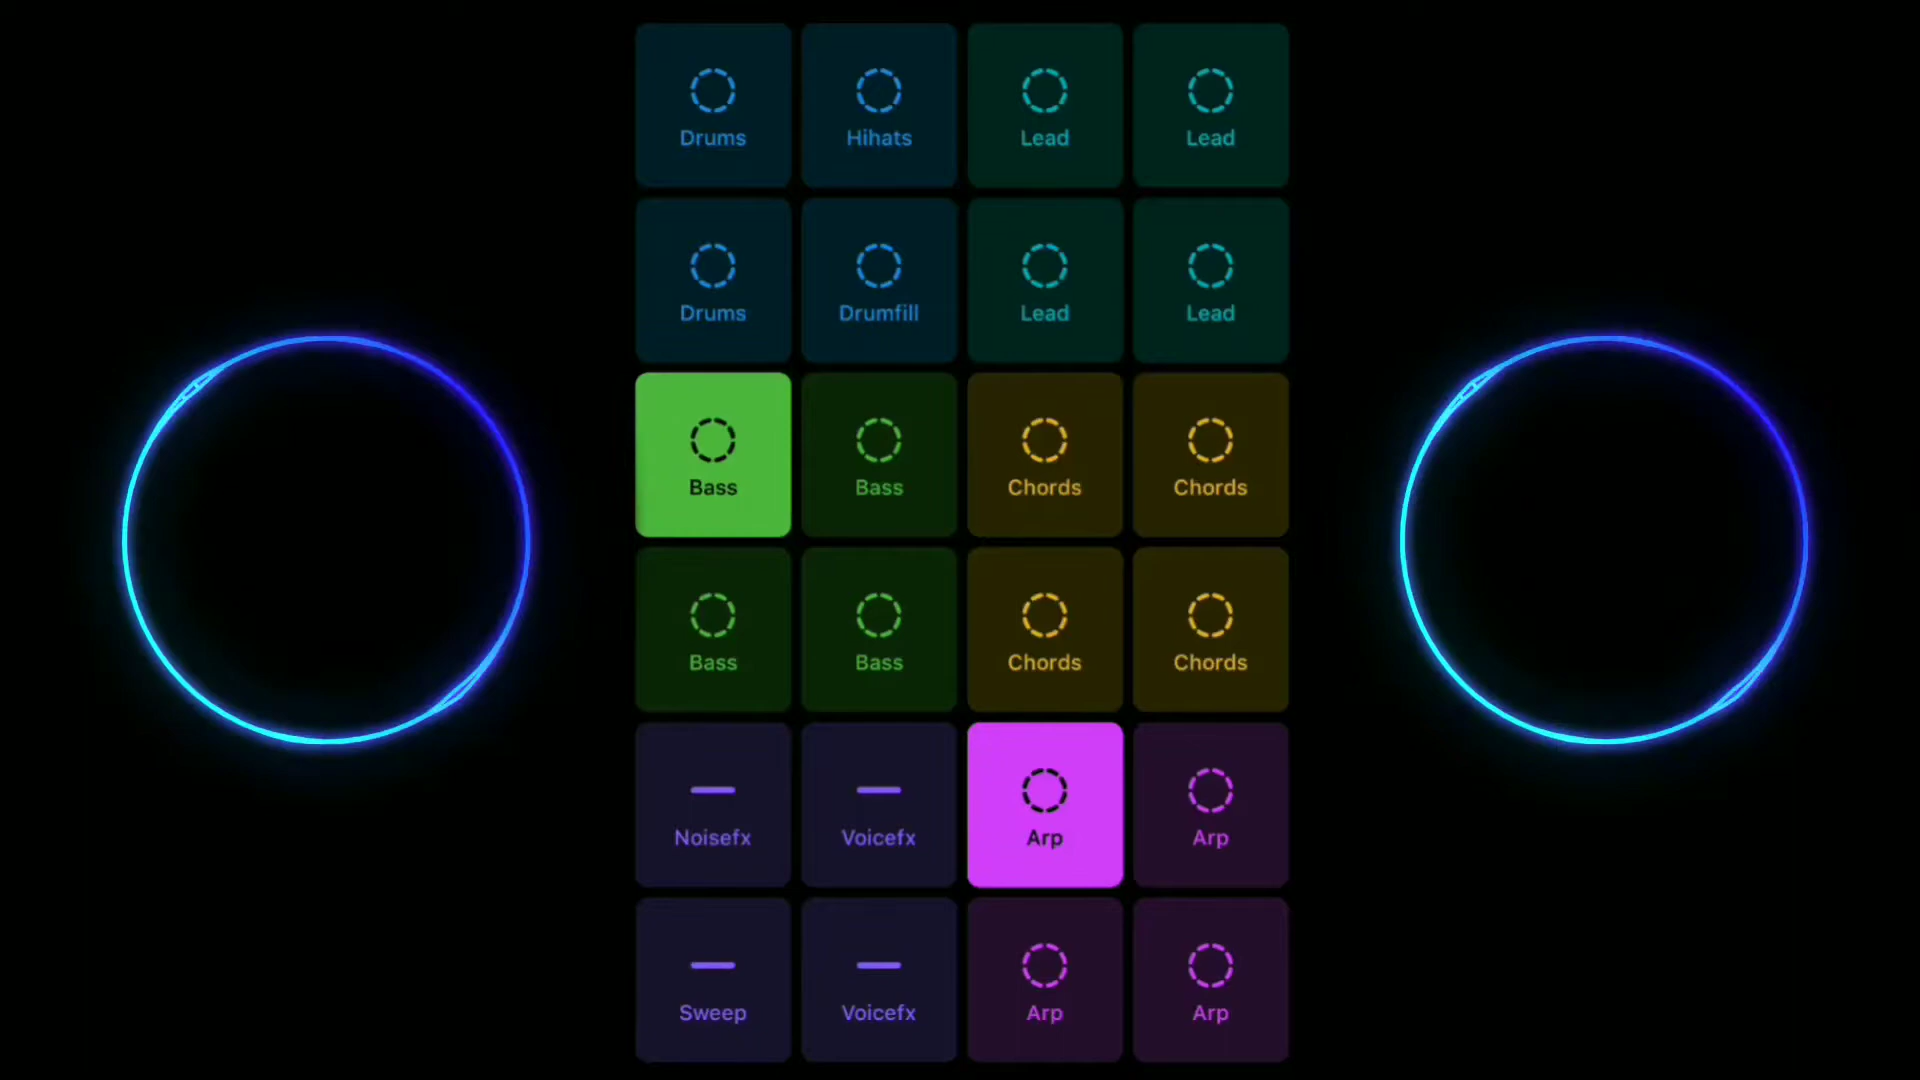 Drums Hihats Lead Lead
Drums Drumfill Lead Lead
Bass Bass Chords Chords
Bass Bass Chords Chords
Noisefx Voicefx Arp Arp
Sweep Voicefx Arp Arp